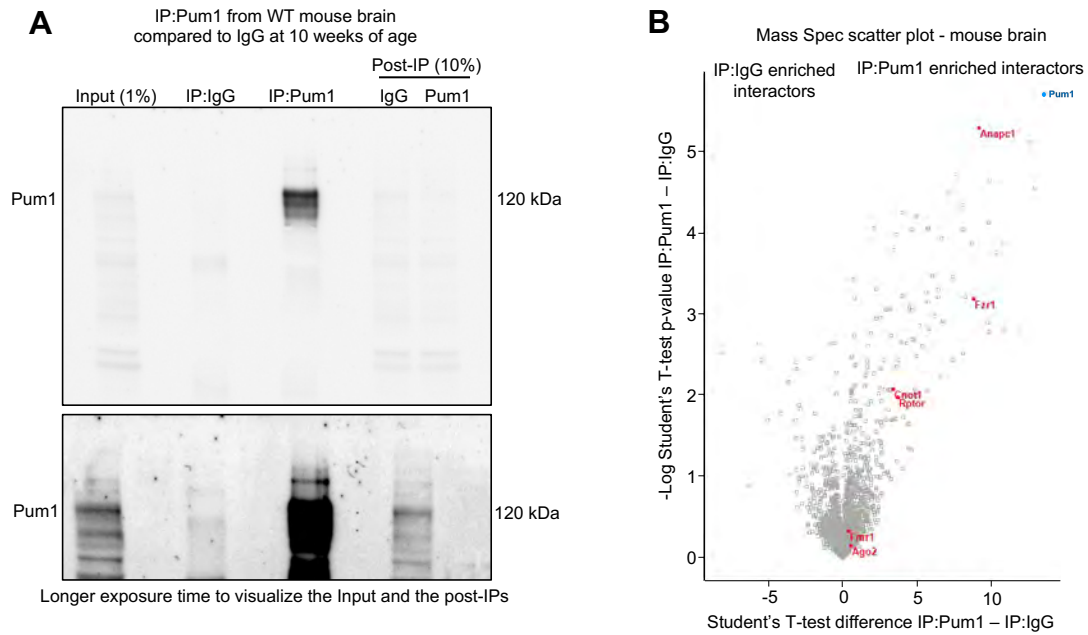 A
IP:Pum1 from WT mouse brain
compared to IgG at 10 weeks of age
Post-IP (10%)
Input (1%) IP:IgG IP:Pum1 IgG Pum1
Pum1 120 kDa
Pum1 120 kDa
Longer exposure time to visualize the Input and the post-IPs
B
Mass Spec scatter plot - mouse brain
IP:IgG enriched
interactors
IP:Pum1 enriched interactors
Pum1
Anapc1
5
4
Fzr1
3
2
Cnot1
Rptor
1
Fmr1
Ago2
0
-5 0 5 10
-Log Student's T-test p-value IP:Pum1 – IP:IgG
Student's T-test difference IP:Pum1 – IP:IgG